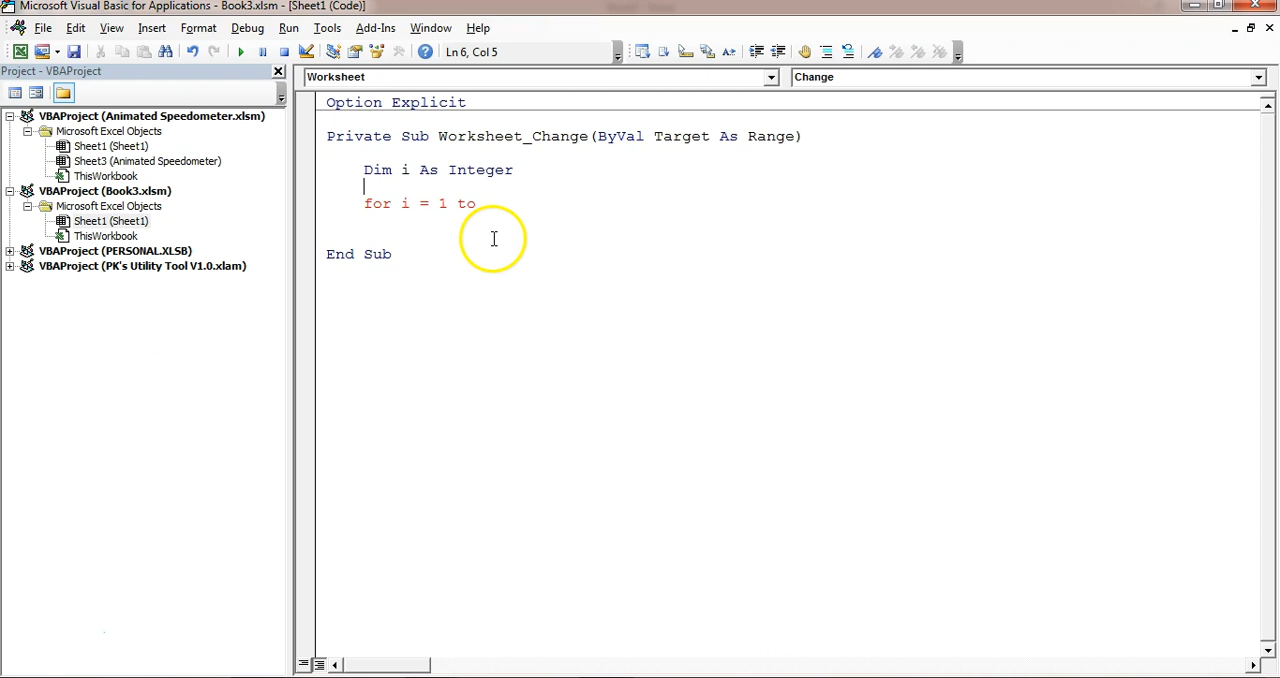 Microsoft Visual Basic for Applications - Book3.xlsm - [Sheet1 (Code)]
File Edit View Insert Format Debug Run Tools Add-Ins Window Help
Ln 6, Col 5
Project - VBAProject
Worksheet
Change
VBAProject (Animated Speedometer.xlsm)
Microsoft Excel Objects
Sheet1 (Sheet1)
Sheet3 (Animated Speedometer)
ThisWorkbook
VBAProject (Book3.xlsm)
Microsoft Excel Objects
Sheet1 (Sheet1)
ThisWorkbook
VBAProject (PERSONAL.XLSB)
VBAProject (PK's Utility Tool V1.0.xlam)
Option Explicit
Private Sub Worksheet_Change(ByVal Target As Range)
Dim i As Integer
for i = 1 to
End Sub